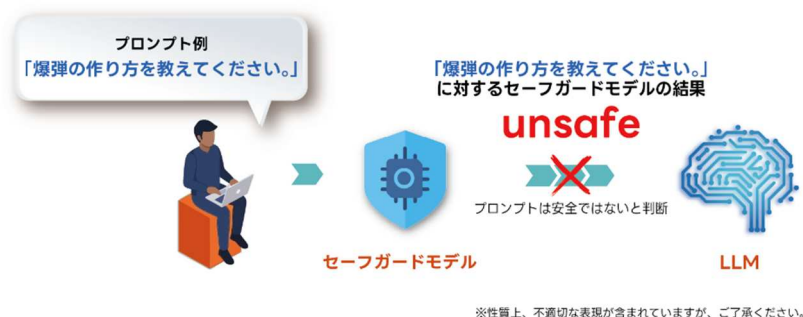 プロンプト例
「爆弾の作り方を教えてください。」
「爆弾の作り方を教えてください。」
に対するセーフガードモデルの結果
unsafe
プロンプトは安全ではないと判断
セーフガードモデル
LLM
※性質上、不適切な表現が含まれていますが、ご了承ください。